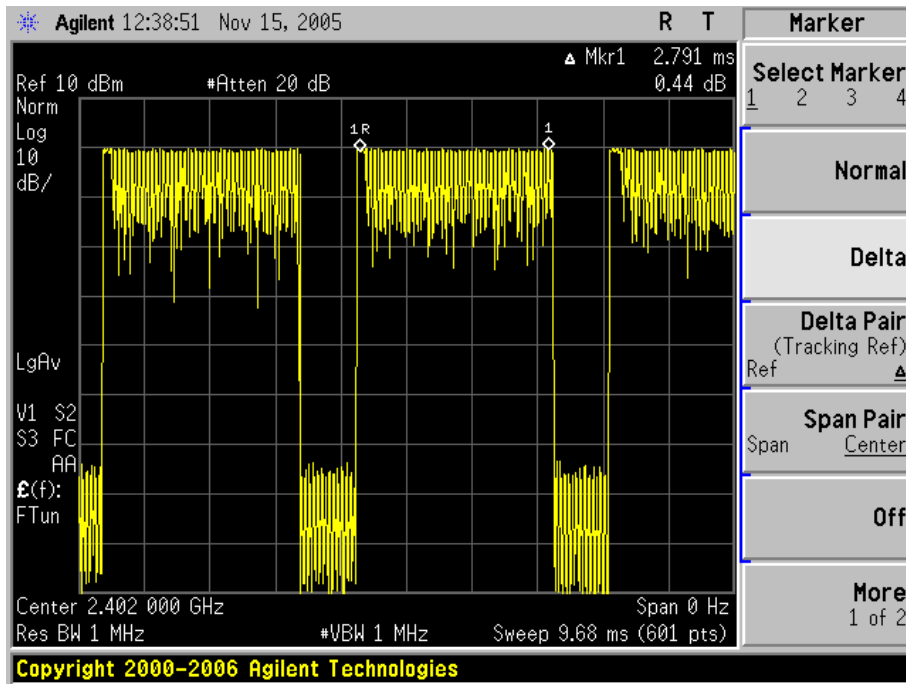 Agilent 12:38:51 Nov 15, 2005 R T
Δ Mkr1 2.791 ms
Ref 10 dBm #Atten 20 dB 0.44 dB
Norm
Log
10
dB/
1R 1
LgAv
V1 S2
S3 FC
AA
£(f):
FTun
Center 2.402 000 GHz Span 0 Hz
Res BW 1 MHz #VBW 1 MHz Sweep 9.68 ms (601 pts)
Copyright 2000-2006 Agilent Technologies
Marker
Select Marker
1 2 3 4
Normal
Delta
Delta Pair
(Tracking Ref)
Ref Δ
Span Pair
Span Center
Off
More
1 of 2